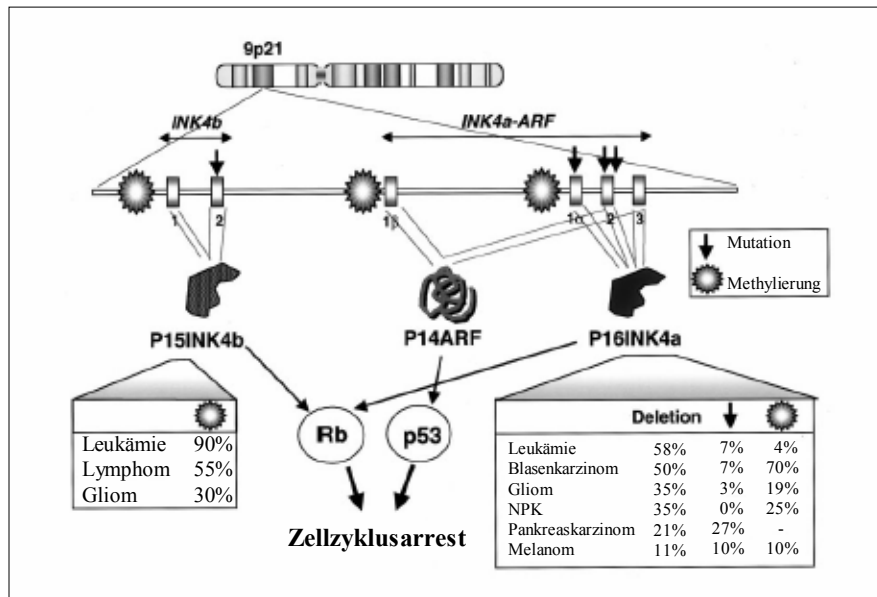 9p21
INK4b
INK4a-ARF
1
2
1β
1α
2
3
Mutation
Methylierung
P15INK4b
P14ARF
P16INK4a
Rb
p53
Zellzyklusarrest
Leukämie 90%
Lymphom 55%
Gliom 30%
Deletion
Leukämie 58% 7% 4%
Blasenkarzinom 50% 7% 70%
Gliom 35% 3% 19%
NPK 35% 0% 25%
Pankreaskarzinom 21% 27% -
Melanom 11% 10% 10%